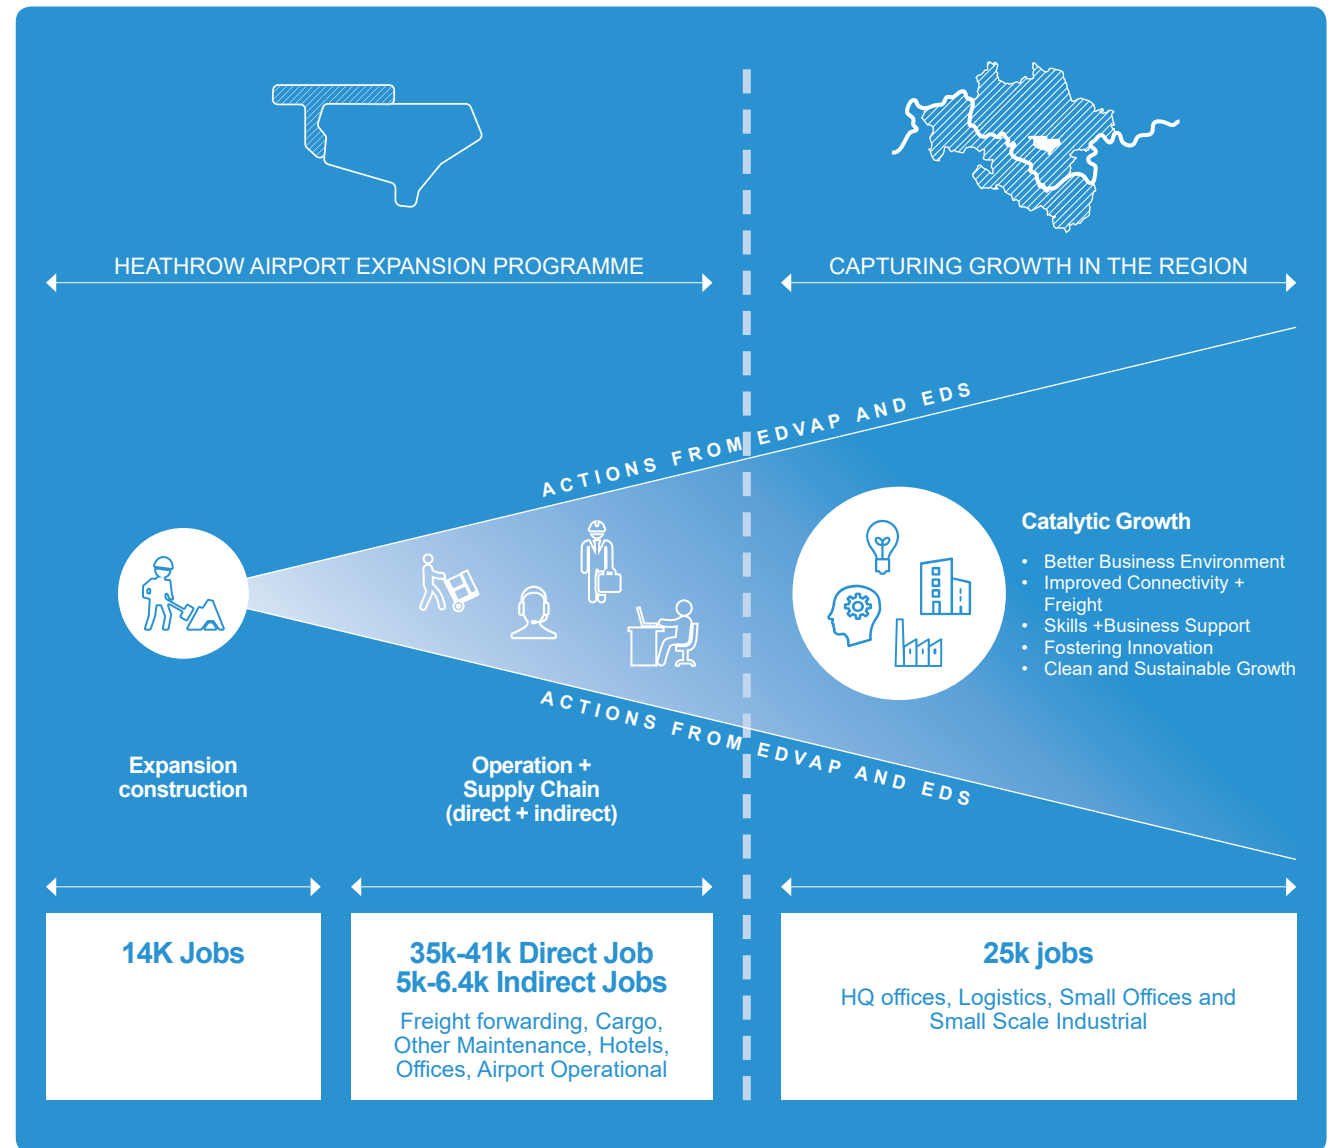 HEATHROW AIRPORT EXPANSION PROGRAMME
CAPTURING GROWTH IN THE REGION
ACTIONS FROM EDVAP AND EDS
Catalytic Growth
• Better Business Environment
• Improved Connectivity +
Freight
• Skills +Business Support
• Fostering Innovation
• Clean and Sustainable Growth
ACTIONS FROM EDVAP AND EDS
Expansion
construction
Operation +
Supply Chain
(direct + indirect)
14K Jobs
35k-41k Direct Job
5k-6.4k Indirect Jobs
Freight forwarding, Cargo,
Other Maintenance, Hotels,
Offices, Airport Operational
25k jobs
HQ offices, Logistics, Small Offices and
Small Scale Industrial